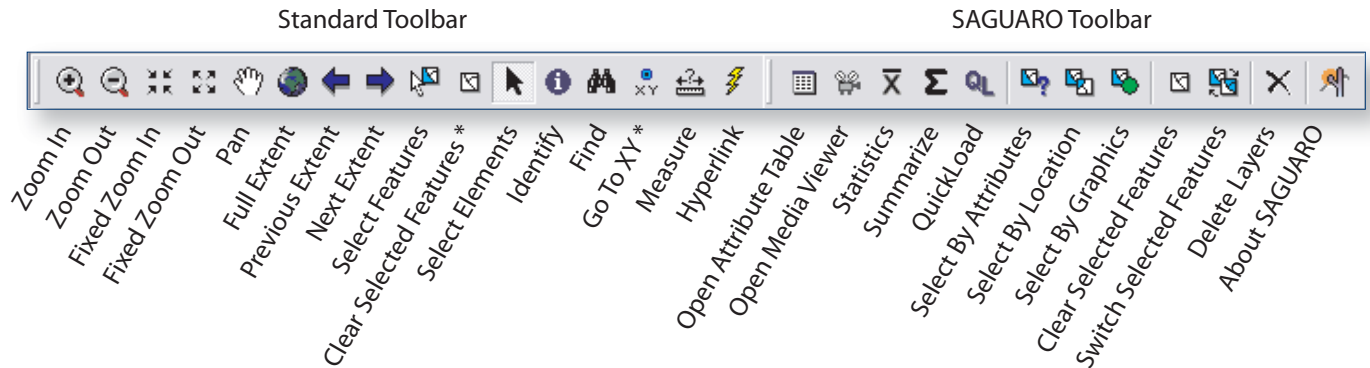 Standard Toolbar
SAGUARO Toolbar
XY
?
X
Σ
QL
?
Zoom In
Zoom Out
Fixed Zoom In
Fixed Zoom Out
Pan
Full Extent
Previous Extent
Next Extent
Select Features
Clear Selected Features *
Select Elements
Identify
Find
Go To XY *
Measure
Hyperlink
Open Attribute Table
Open Media Viewer
Statistics
Summarize
QuickLoad
Select By Attributes
Select By Location
Select By Graphics
Clear Selected Features
Switch Selected Features
Delete Layers
About SAGUARO